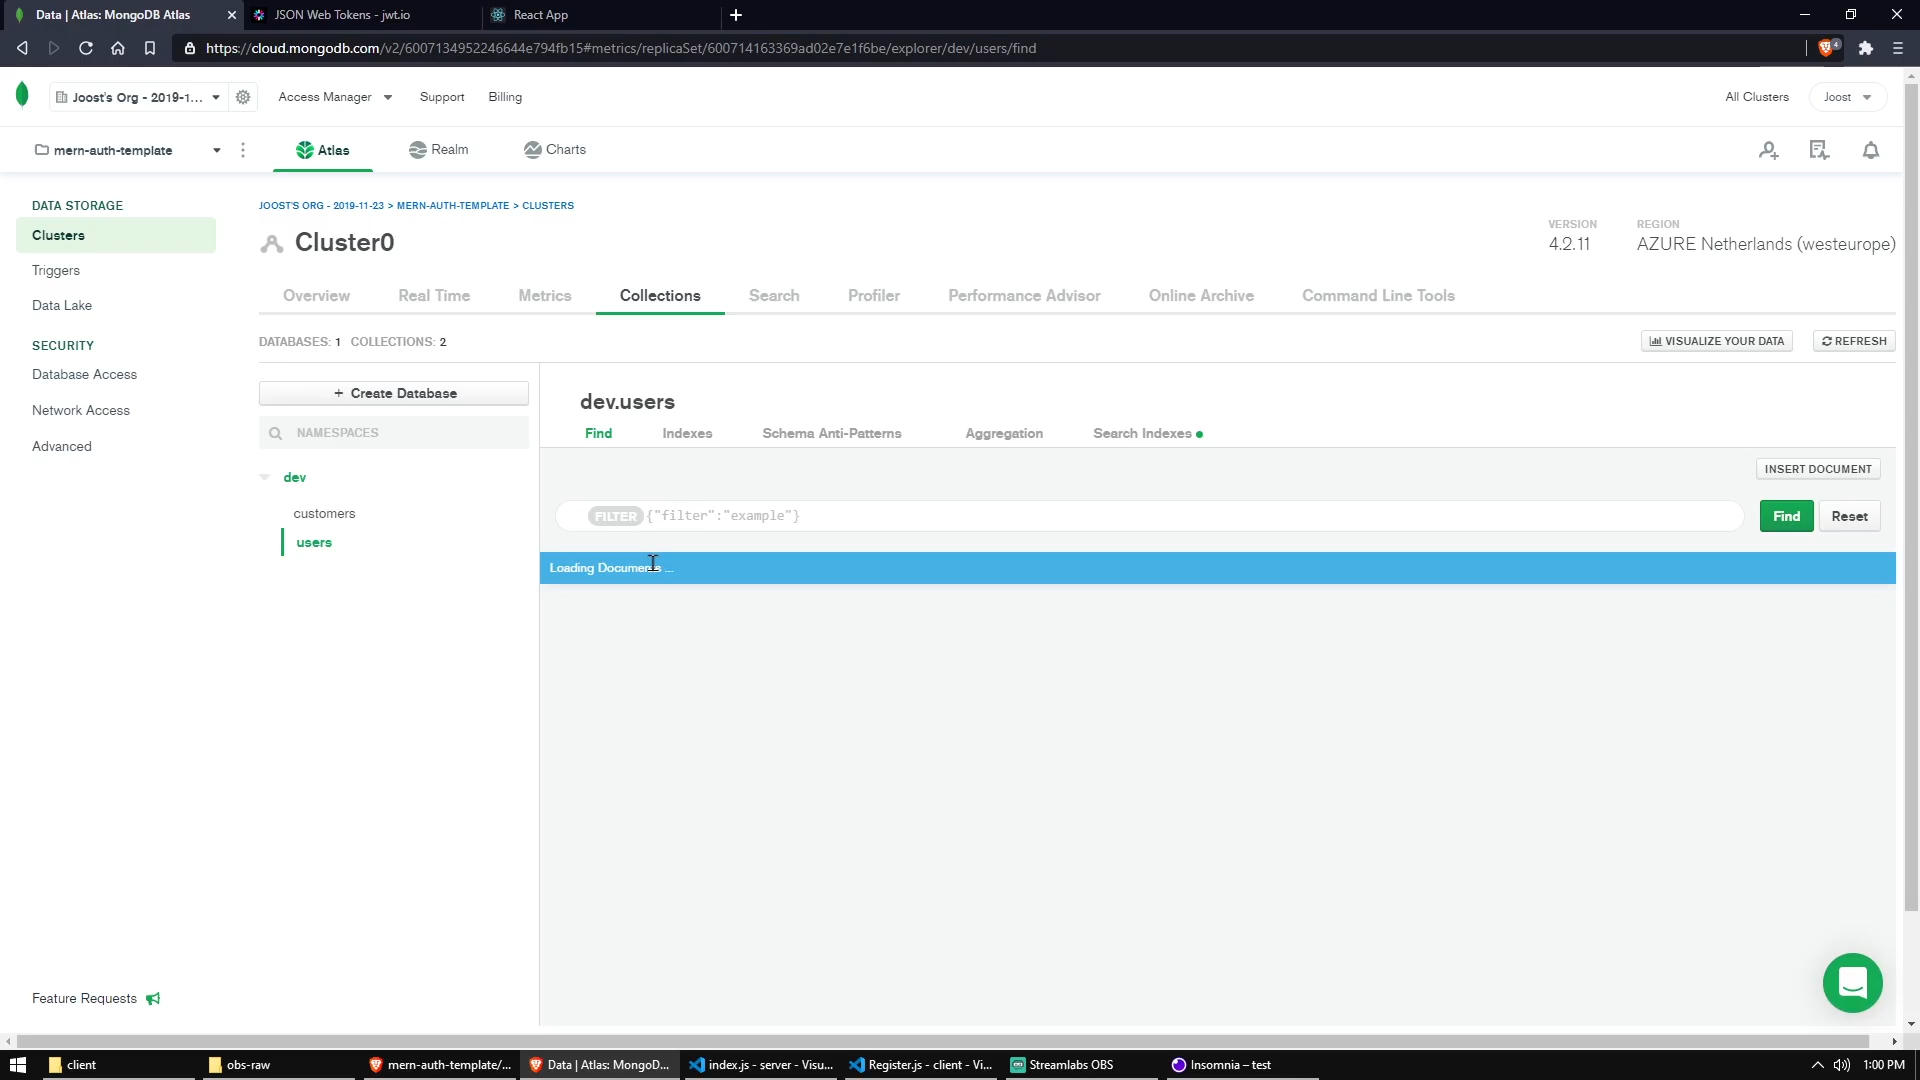 Data | Atlas: MongoDB Atlas
JSON Web Tokens - jwt.io
React App
https://cloud.mongodb.com/v2/6007134952246644e794fb15#metrics/replicaSet/600714163369ad02e7e1f6be/explorer/dev/users/find
4
Joost's Org - 2019-1...
Access Manager
Support
Billing
All Clusters
Joost
mern-auth-template
Atlas
Realm
Charts
DATA STORAGE
Clusters
Triggers
Data Lake
SECURITY
Database Access
Network Access
Advanced
Feature Requests
JOOST'S ORG - 2019-11-23 > MERN-AUTH-TEMPLATE > CLUSTERS
Cluster0
VERSION
4.2.11
REGION
AZURE Netherlands (westeurope)
Overview
Real Time
Metrics
Collections
Search
Profiler
Performance Advisor
Online Archive
Command Line Tools
DATABASES: 1 COLLECTIONS: 2
VISUALIZE YOUR DATA
REFRESH
+ Create Database
NAMESPACES
dev
customers
users
dev.users
Find
Indexes
Schema Anti-Patterns
Aggregation
Search Indexes
INSERT DOCUMENT
FILTER {"filter":"example"}
Find
Reset
Loading Documents ...
client
obs-raw
mern-auth-template/...
Data | Atlas: MongoD...
index.js - server - Visu...
Register.js - client - Vi...
Streamlabs OBS
Insomnia – test
1:00 PM